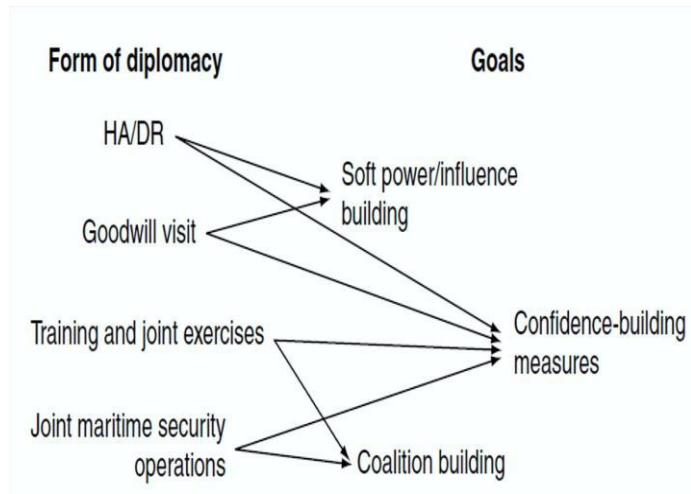 Form of diplomacy
Goals
HA/DR
Soft power/influence
building
Goodwill visit
Training and joint exercises
Confidence-building
measures
Joint maritime security
operations
Coalition building